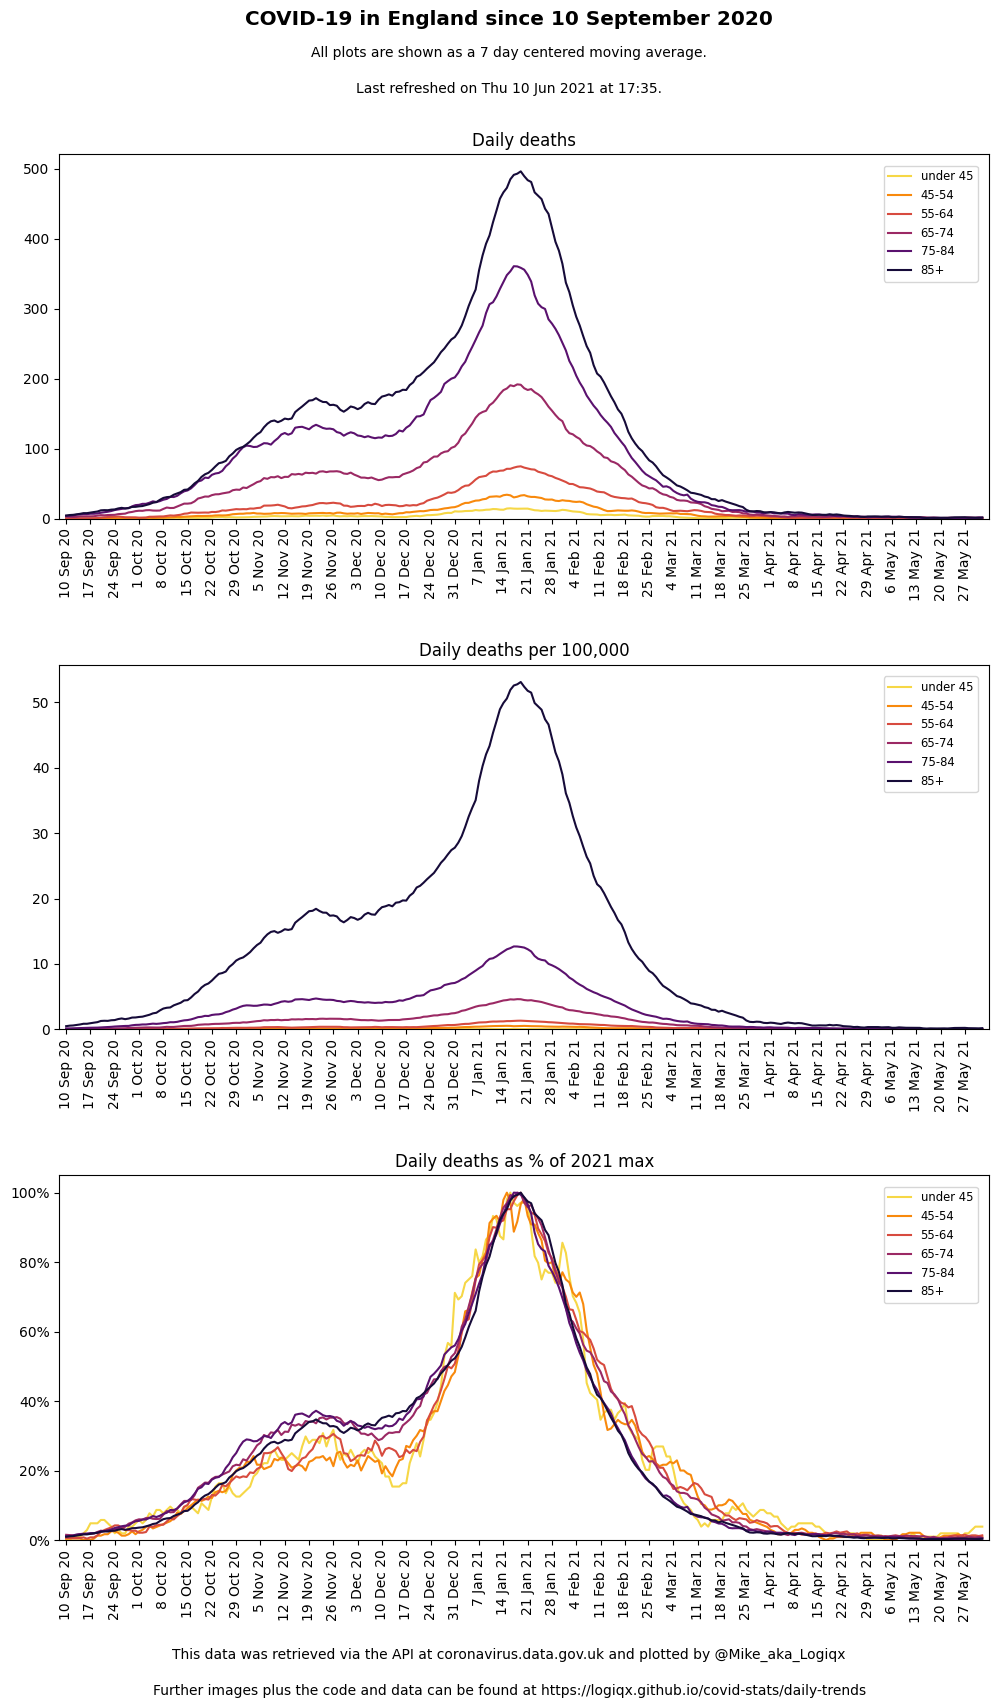 COVID-19 in England since 10 September 2020
All plots are shown as a 7 day centered moving average.
Last refreshed on Thu 10 Jun 2021 at 17:35.
Daily deaths
500
400
300
200
100
0
under 45
45-54
55-64
65-74
75-84
85+
10 Sep 20
17 Sep 20
24 Sep 20
1 Oct 20
8 Oct 20
15 Oct 20
22 Oct 20
29 Oct 20
5 Nov 20
12 Nov 20
19 Nov 20
26 Nov 20
3 Dec 20
10 Dec 20
17 Dec 20
24 Dec 20
31 Dec 20
7 Jan 21
14 Jan 21
21 Jan 21
28 Jan 21
4 Feb 21
11 Feb 21
18 Feb 21
25 Feb 21
4 Mar 21
11 Mar 21
18 Mar 21
25 Mar 21
1 Apr 21
8 Apr 21
15 Apr 21
22 Apr 21
29 Apr 21
6 May 21
13 May 21
20 May 21
27 May 21
Daily deaths per 100,000
50
40
30
20
10
0
under 45
45-54
55-64
65-74
75-84
85+
10 Sep 20
17 Sep 20
24 Sep 20
1 Oct 20
8 Oct 20
15 Oct 20
22 Oct 20
29 Oct 20
5 Nov 20
12 Nov 20
19 Nov 20
26 Nov 20
3 Dec 20
10 Dec 20
17 Dec 20
24 Dec 20
31 Dec 20
7 Jan 21
14 Jan 21
21 Jan 21
28 Jan 21
4 Feb 21
11 Feb 21
18 Feb 21
25 Feb 21
4 Mar 21
11 Mar 21
18 Mar 21
25 Mar 21
1 Apr 21
8 Apr 21
15 Apr 21
22 Apr 21
29 Apr 21
6 May 21
13 May 21
20 May 21
27 May 21
Daily deaths as % of 2021 max
100%
80%
60%
40%
20%
0%
under 45
45-54
55-64
65-74
75-84
85+
10 Sep 20
17 Sep 20
24 Sep 20
1 Oct 20
8 Oct 20
15 Oct 20
22 Oct 20
29 Oct 20
5 Nov 20
12 Nov 20
19 Nov 20
26 Nov 20
3 Dec 20
10 Dec 20
17 Dec 20
24 Dec 20
31 Dec 20
7 Jan 21
14 Jan 21
21 Jan 21
28 Jan 21
4 Feb 21
11 Feb 21
18 Feb 21
25 Feb 21
4 Mar 21
11 Mar 21
18 Mar 21
25 Mar 21
1 Apr 21
8 Apr 21
15 Apr 21
22 Apr 21
29 Apr 21
6 May 21
13 May 21
20 May 21
27 May 21
This data was retrieved via the API at coronavirus.data.gov.uk and plotted by @Mike_aka_Logiqx
Further images plus the code and data can be found at https://logiqx.github.io/covid-stats/daily-trends